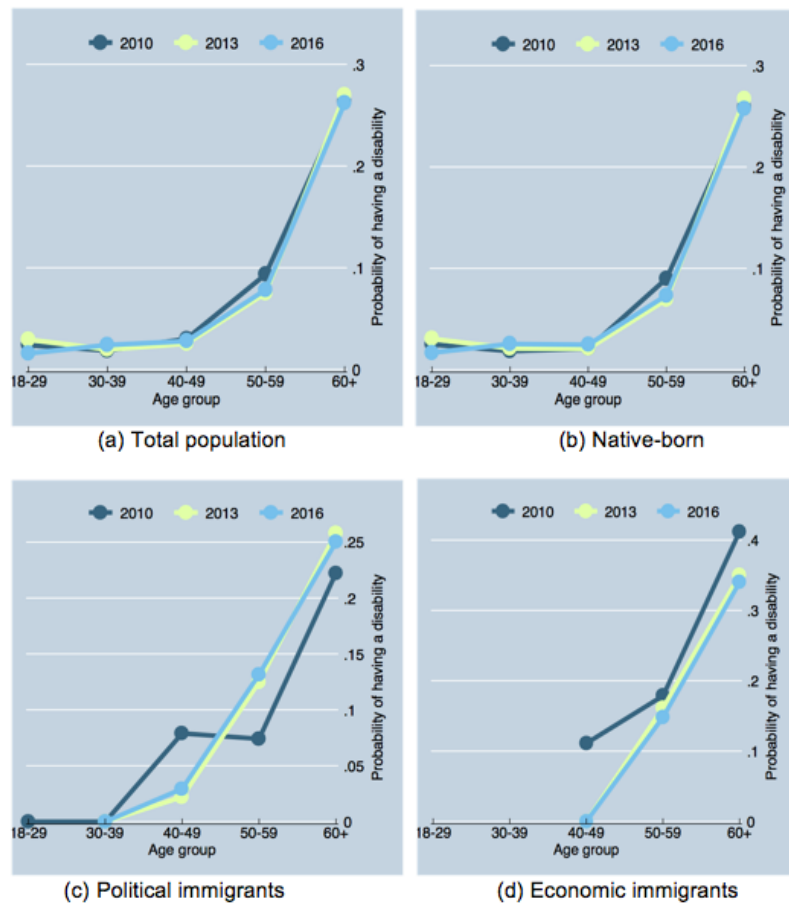 2010 2013 2016
.3
.2
.1
0
Probability of having a disability
18-29 30-39 40-49 50-59 60+
Age group
(a) Total population
2010 2013 2016
.3
.2
.1
0
Probability of having a disability
18-29 30-39 40-49 50-59 60+
Age group
(b) Native-born
2010 2013 2016
.25
.2
.15
.1
.05
0
Probability of having a disability
18-29 30-39 40-49 50-59 60+
Age group
(c) Political immigrants
2010 2013 2016
.4
.3
.2
.1
0
Probability of having a disability
18-29 30-39 40-49 50-59 60+
Age group
(d) Economic immigrants